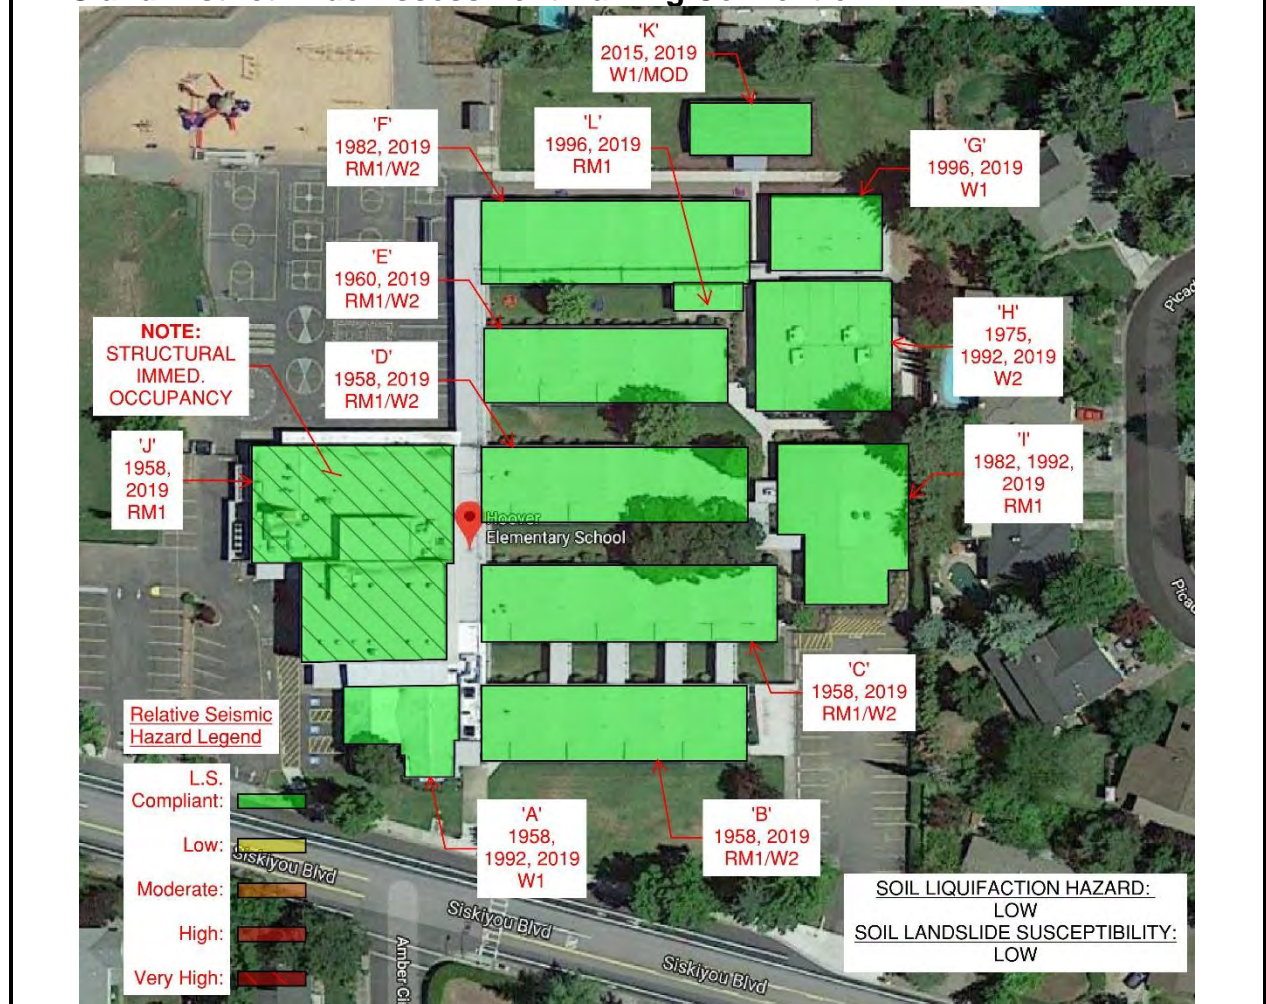 'K'
2015, 2019
W1/MOD
'F'
1982, 2019
RM1/W2
'L'
1996, 2019
RM1
'G'
1996, 2019
W1
'E'
1960, 2019
RM1/W2
'H'
1975,
1992, 2019
W2
NOTE:
STRUCTURAL
IMMED.
OCCUPANCY
'D'
1958, 2019
RM1/W2
'J'
1958,
2019
RM1
'I'
1982, 1992,
2019
RM1
Hoover
Elementary School
'C'
1958, 2019
RM1/W2
Relative Seismic
Hazard Legend
L.S.
Compliant:
Low:
Moderate:
High:
Very High:
'A'
1958,
1992, 2019
W1
'B'
1958, 2019
RM1/W2
SOIL LIQUIFACTION HAZARD:
LOW
SOIL LANDSLIDE SUSCEPTIBILITY:
LOW
Siskiyou Blvd
Siskiyou Blvd
Siskiyou Blvd